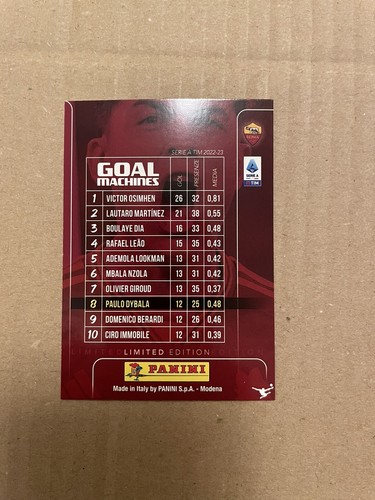 ROMA
SERIE A TIM 2022-23
GOAL MACHINES GOL PRESENZE MEDIA
SERIE A
TIM
1 VICTOR OSIMHEN 26 32 0,81
2 LAUTARO MARTÍNEZ 21 38 0,55
3 BOULAYE DIA 16 33 0,48
4 RAFAEL LEÃO 15 35 0,43
5 ADEMOLA LOOKMAN 13 31 0,42
6 MBALA NZOLA 13 31 0,42
7 OLIVIER GIROUD 13 35 0,37
8 PAULO DYBALA 12 25 0,48
9 DOMENICO BERARDI 12 26 0,46
10 CIRO IMMOBILE 12 31 0,39
LIMITED EDITION
PANINI
Made in Italy by PANINI S.p.A. - Modena